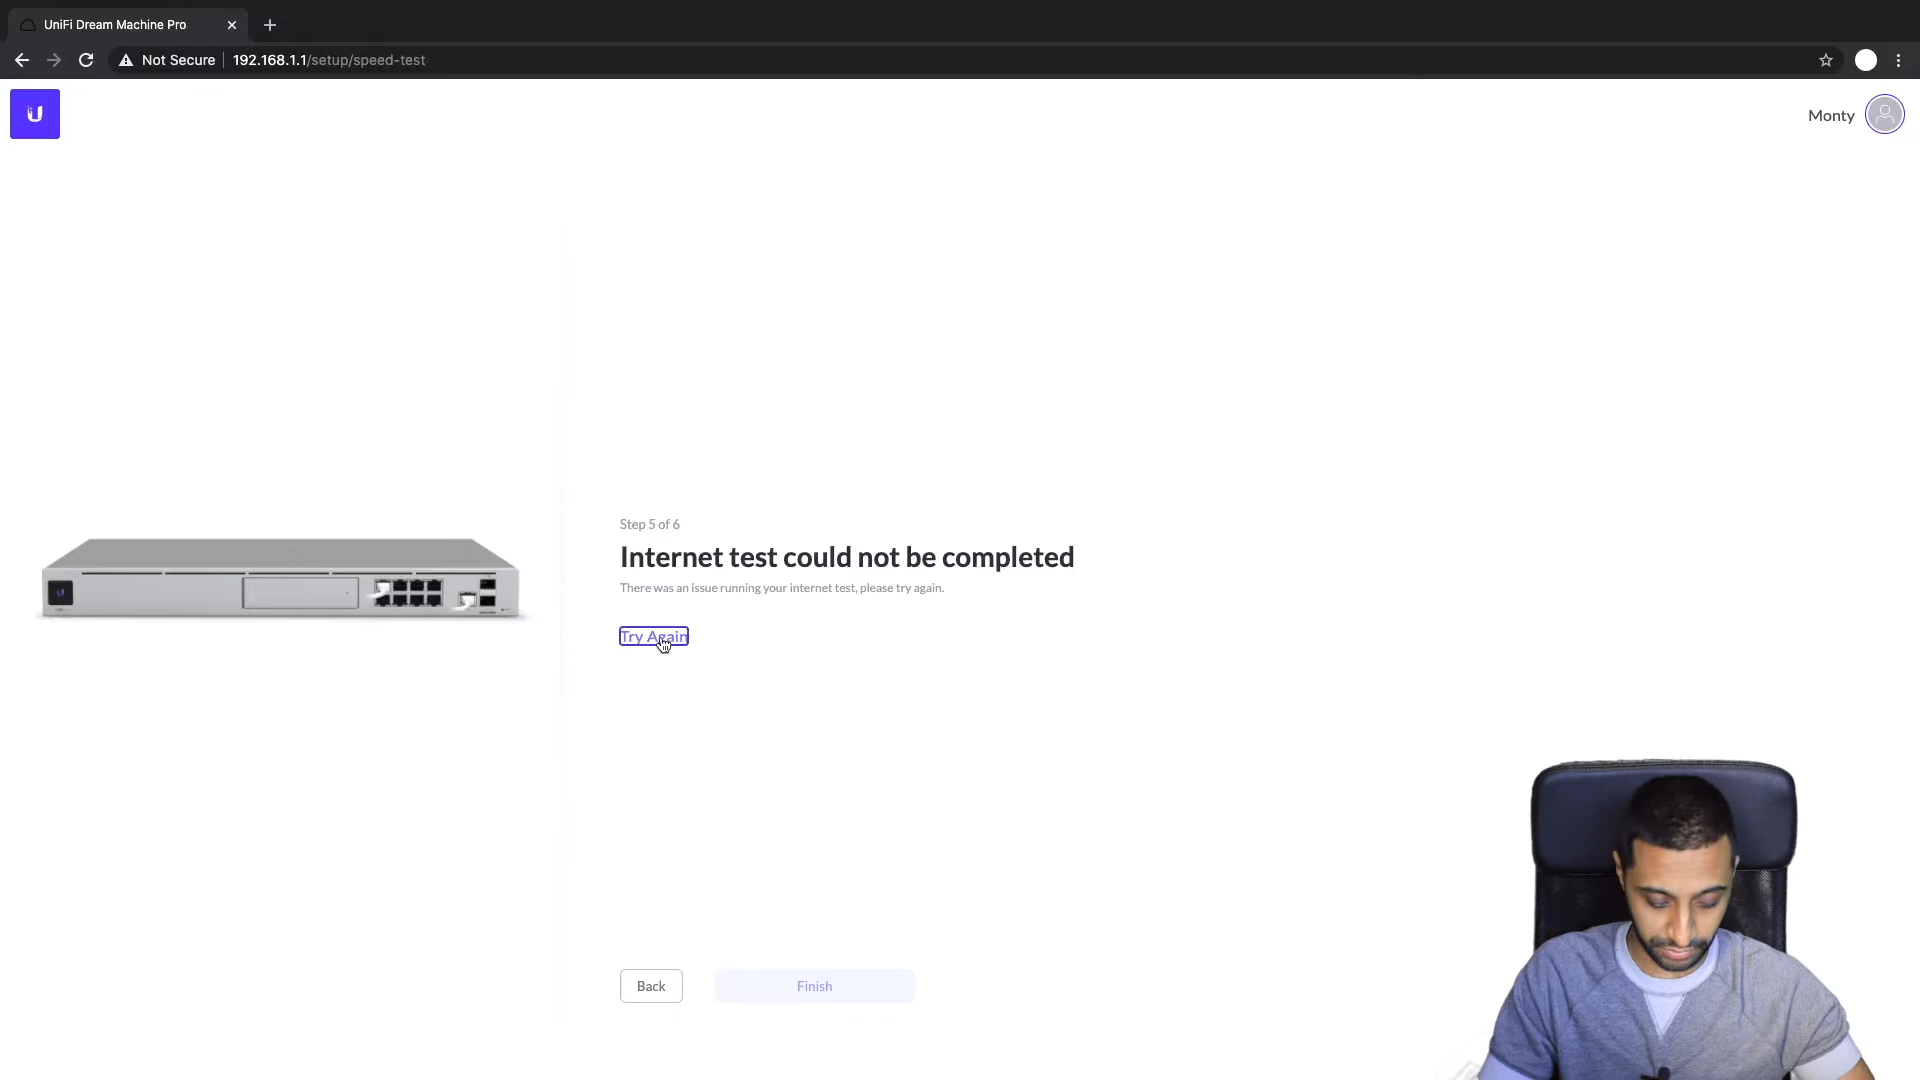 UniFi Dream Machine Pro
Not Secure
192.168.1.1/setup/speed-test
Monty
Step 5 of 6
Internet test could not be completed
There was an issue running your internet test, please try again.
Try Again
Back
Finish